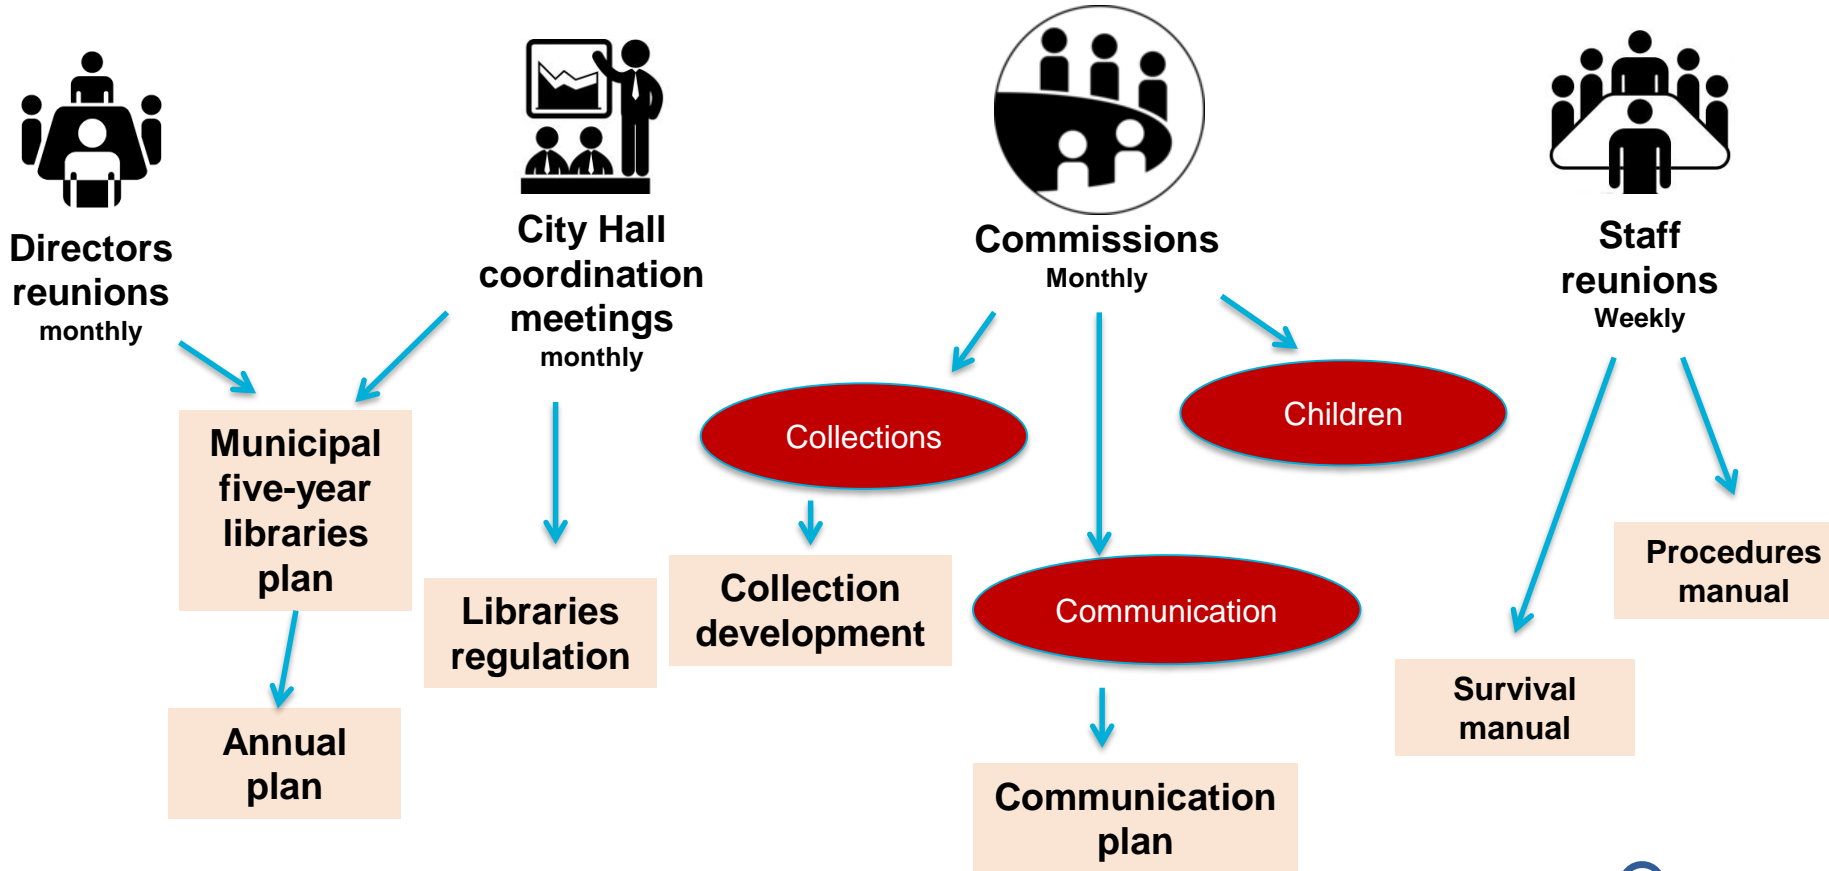 Directors
reunions
monthly
City Hall
coordination
meetings
monthly
Commissions
Monthly
Staff
reunions
Weekly
Municipal
five-year
libraries
plan
Annual
plan
Libraries
regulation
Collections
Collection
development
Children
Communication
Communication
plan
Procedures
manual
Survival
manual